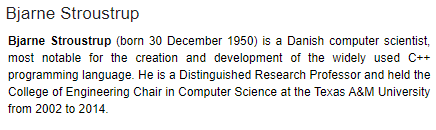 Bjarne Stroustrup
Bjarne Stroustrup (born 30 December 1950) is a Danish computer scientist,
most notable for the creation and development of the widely used C++
programming language. He is a Distinguished Research Professor and held the
College of Engineering Chair in Computer Science at the Texas A&M University
from 2002 to 2014.